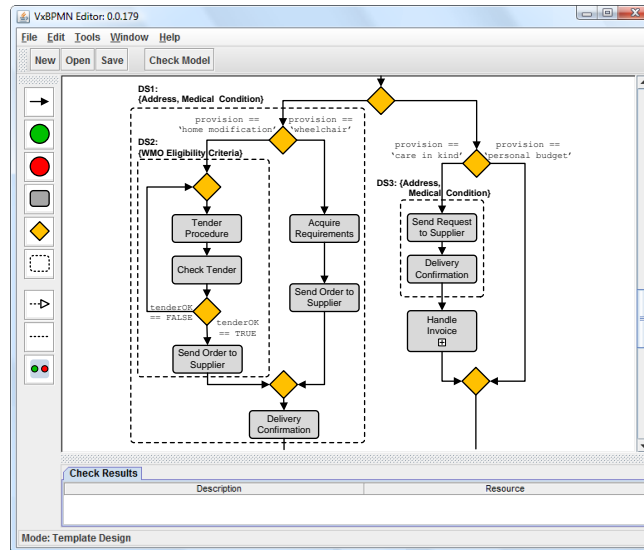 VxBPMN Editor: 0.0.179
File Edit Tools Window Help
New Open Save Check Model
DS1:
{Address, Medical Condition}
provision ==
'home modification'
provision ==
'wheelchair'
DS2:
{WMO Eligibility Criteria}
Tender
Procedure
Check Tender
tenderOK
== FALSE
tenderOK
== TRUE
Send Order to
Supplier
Acquire
Requirements
Send Order to
Supplier
Delivery
Confirmation
provision ==
'care in kind'
provision ==
'personal budget'
DS3: {Address,
Medical Condition}
Send Request
to Supplier
Delivery
Confirmation
Handle
Invoice
Check Results
Description Resource
Mode: Template Design